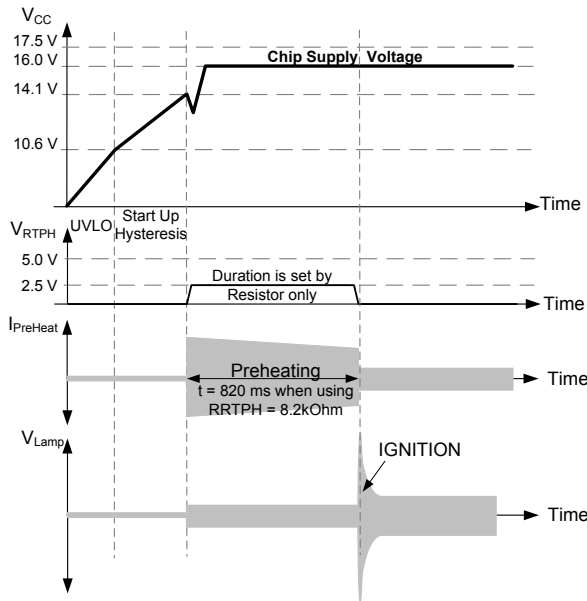 VCC
17.5 V
16.0 V
Chip Supply Voltage
14.1 V
10.6 V
Time
UVLO
Start Up
Hysteresis
VRTPH
5.0 V
2.5 V
Duration is set by
Resistor only
Time
IPreHeat
Preheating
t = 820 ms when using
RRTPH = 8.2kOhm
Time
VLamp
IGNITION
Time